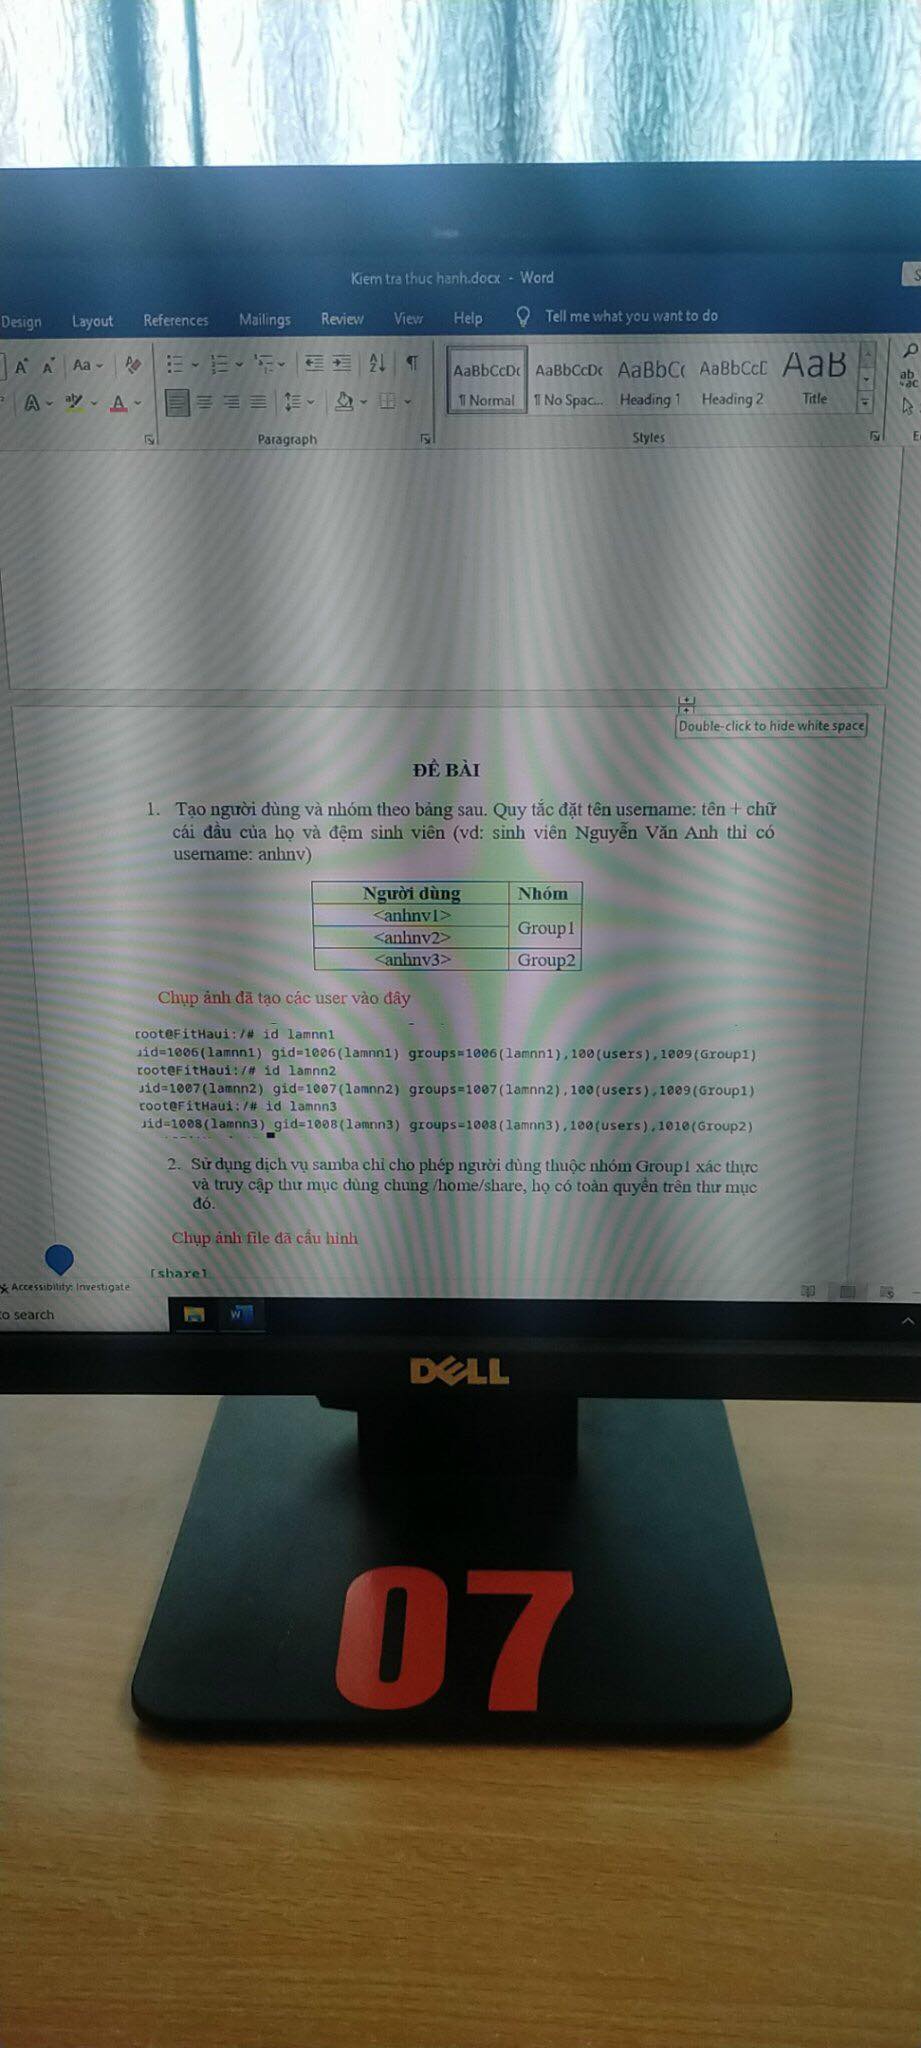 Kiem tra thuc hanh.docx - Word
Design Layout References Mailings Review View Help Tell me what you want to do
AaBbCcDc AaBbCcDc AaBbC AaBbCcD AaB
¶ Normal ¶ No Spac... Heading 1 Heading 2 Title
Paragraph Styles
Double-click to hide white space
ĐỀ BÀI
1. Tạo người dùng và nhóm theo bảng sau. Quy tắc đặt tên username: tên + chữ
cái đầu của họ và đệm sinh viên (vd: sinh viên Nguyễn Văn Anh thì có
username: anhnv)
Người dùng Nhóm
<anhnv1> Group1
<anhnv2>
<anhnv3> Group2
Chụp ảnh đã tạo các user vào đây
root@FitHaui:/# id lamnn1
uid=1006(lamnn1) gid=1006(lamnn1) groups=1006(lamnn1),100(users),1009(Group1)
root@FitHaui:/# id lamnn2
uid=1007(lamnn2) gid=1007(lamnn2) groups=1007(lamnn2),100(users),1009(Group1)
root@FitHaui:/# id lamnn3
uid=1008(lamnn3) gid=1008(lamnn3) groups=1008(lamnn3),100(users),1010(Group2)
2. Sử dụng dịch vụ samba chỉ cho phép người dùng thuộc nhóm Group1 xác thực
và truy cập thư mục dùng chung /home/share, họ có toàn quyền trên thư mục
đó.
Chụp ảnh file đã cấu hình
[share]
Accessibility: Investigate
to search
DELL
07